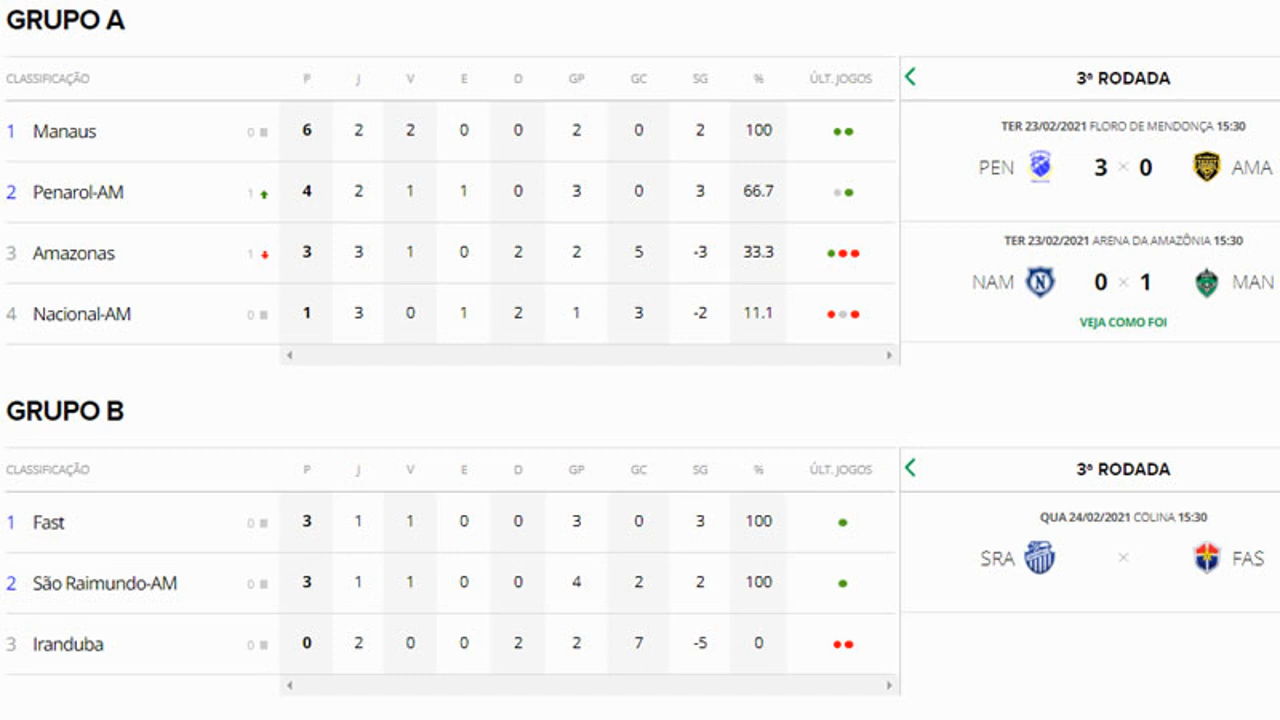 GRUPO A
CLASSIFICAÇÃO P J V E D GP GC SG % ÚLT. JOGOS
1 Manaus 0 6 2 2 0 0 2 0 2 100
2 Penarol-AM 1 4 2 1 1 0 3 0 3 66.7
3 Amazonas 1 3 3 1 0 2 2 5 -3 33.3
4 Nacional-AM 0 1 3 0 1 2 1 3 -2 11.1
3ª RODADA
TER 23/02/2021 FLORO DE MENDONÇA 15:30
PEN 3 × 0 AMA
TER 23/02/2021 ARENA DA AMAZÔNIA 15:30
NAM N 0 × 1 MAN
VEJA COMO FOI
GRUPO B
CLASSIFICAÇÃO P J V E D GP GC SG % ÚLT. JOGOS
1 Fast 0 3 1 1 0 0 3 0 3 100
2 São Raimundo-AM 0 3 1 1 0 0 4 2 2 100
3 Iranduba 0 0 2 0 0 2 2 7 -5 0
3ª RODADA
QUA 24/02/2021 COLINA 15:30
SRA × FAS